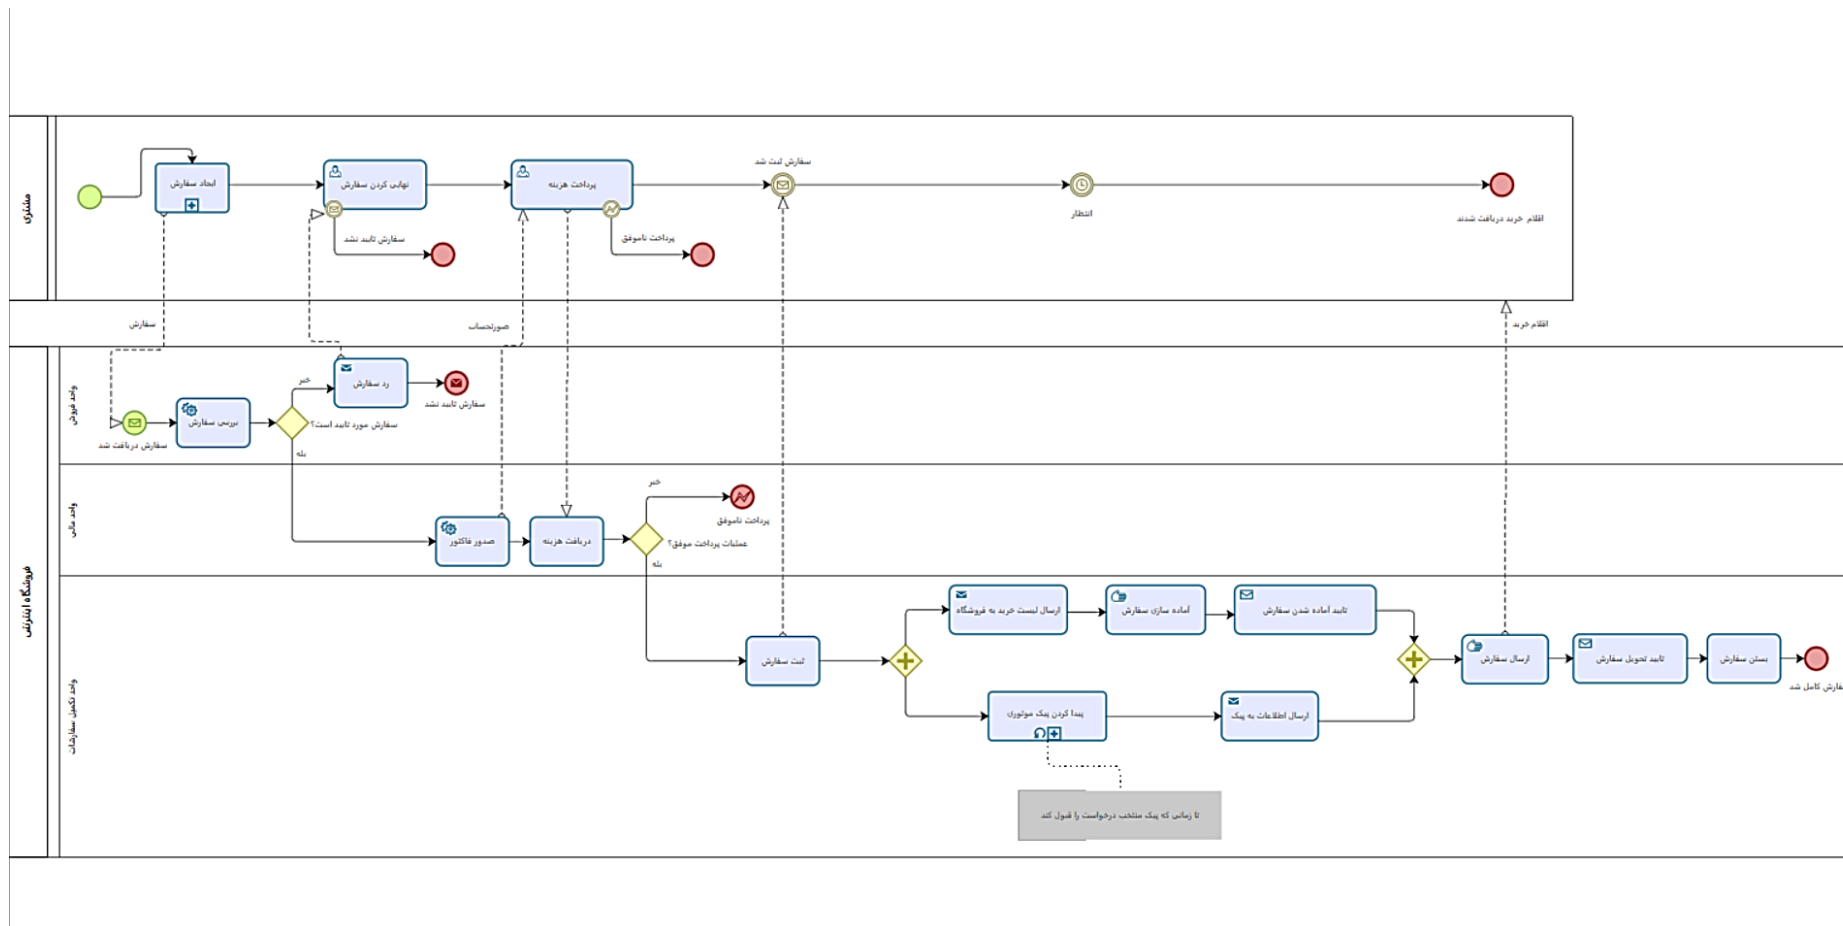 مشتری
ایجاد سفارش
نهایی کردن سفارش
سفارش تایید نشد
پرداخت هزینه
پرداخت ناموفق
سفارش ثبت شد
انتظار
اقلام خرید دریافت شدند
سفارش
صورتحساب
اقلام خرید
فروشگاه اینترنتی
واحد فروش
سفارش دریافت شد
بررسی سفارش
سفارش مورد تایید است؟
خیر
بله
رد سفارش
سفارش تایید نشد
واحد مالی
صدور فاکتور
دریافت هزینه
عملیات پرداخت موفق؟
خیر
بله
پرداخت ناموفق
واحد تکمیل سفارشات
ثبت سفارش
ارسال لیست خرید به فروشگاه
آماده سازی سفارش
تایید آماده شدن سفارش
پیدا کردن پیک موتوری
ارسال اطلاعات به پیک
تا زمانی که پیک منتخب درخواست را قبول کند
ارسال سفارش
تایید تحویل سفارش
بستن سفارش
فارش کامل شد